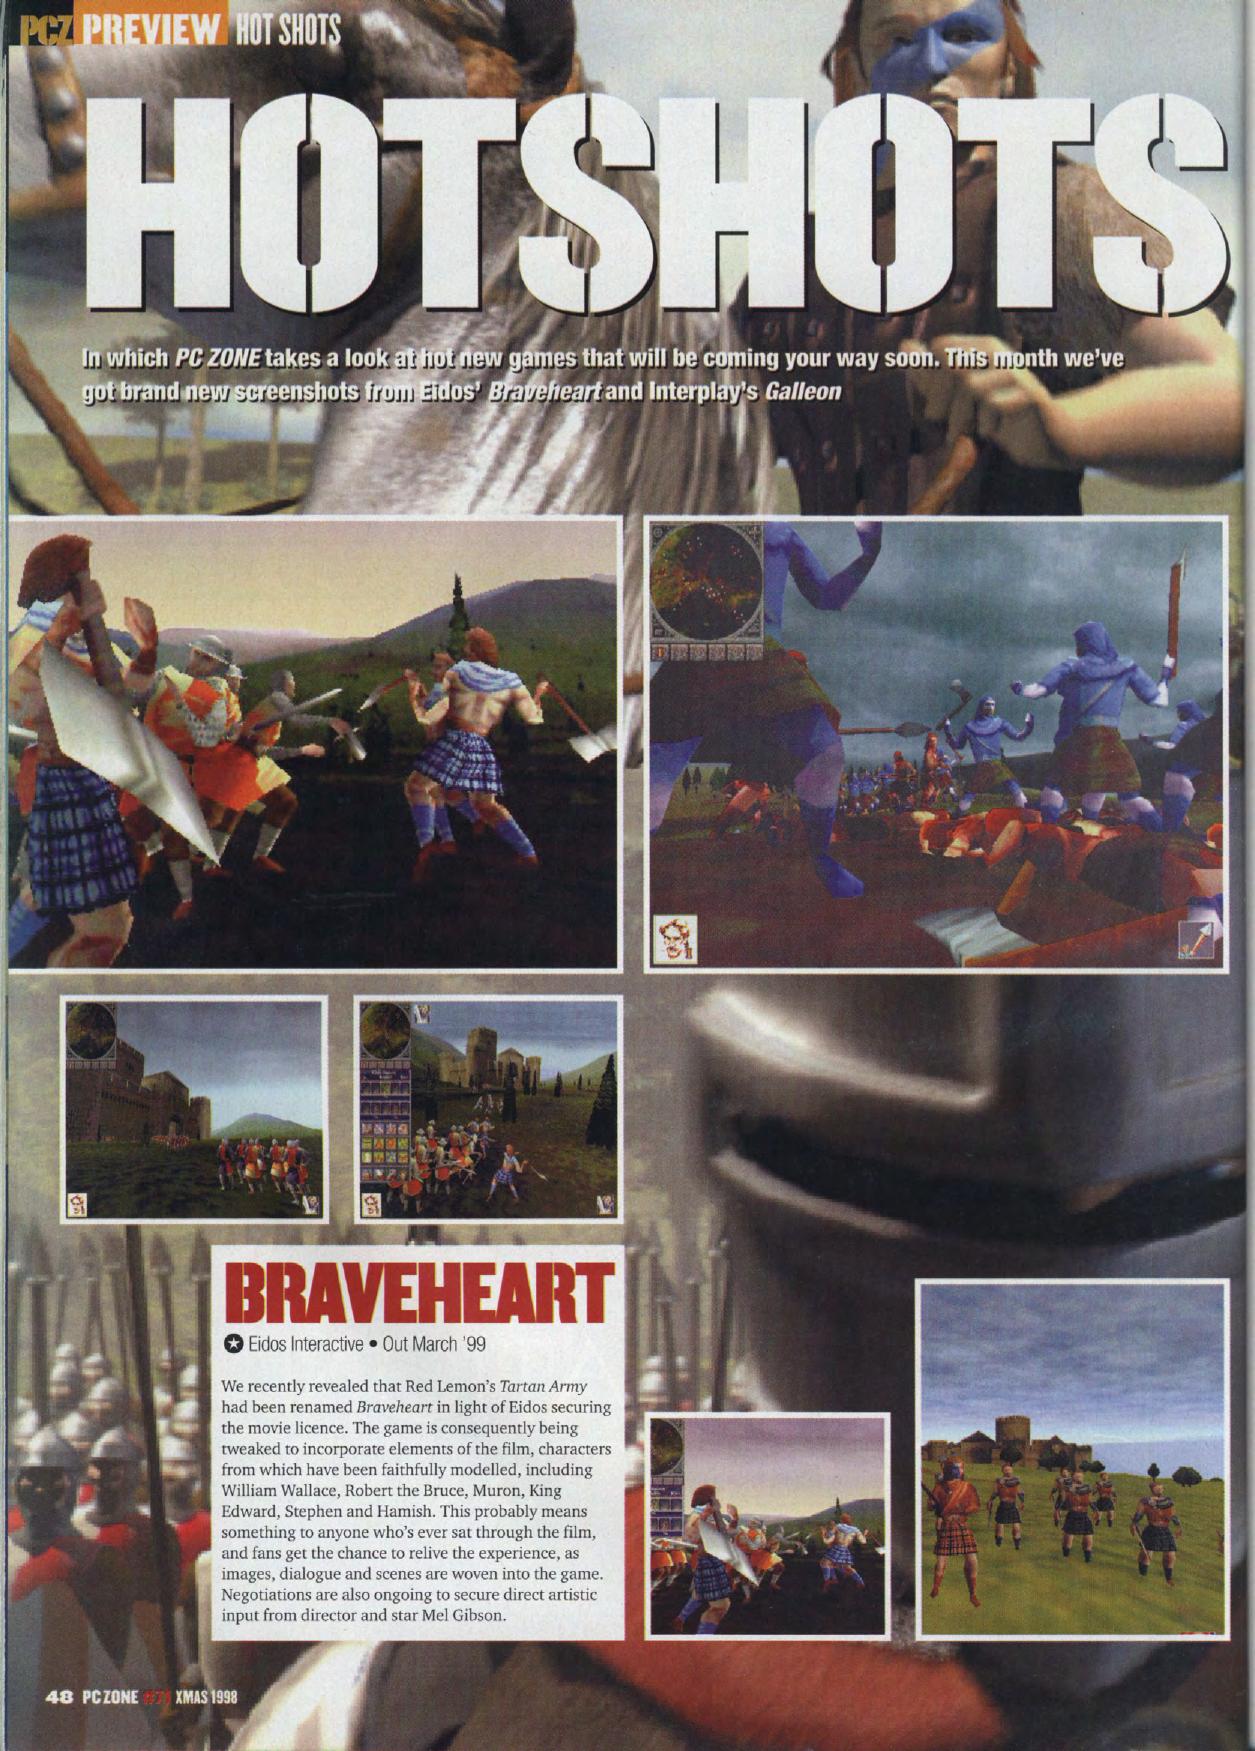 PCZ PREVIEW HOT SHOTS
HOTSHOTS
In which PC ZONE takes a look at hot new games that will be coming your way soon. This month we've
got brand new screenshots from Eidos' Braveheart and Interplay's Galleon
BRAVEHEART
Eidos Interactive • Out March '99
We recently revealed that Red Lemon's Tartan Army
had been renamed Braveheart in light of Eidos securing
the movie licence. The game is consequently being
tweaked to incorporate elements of the film, characters
from which have been faithfully modelled, including
William Wallace, Robert the Bruce, Muron, King
Edward, Stephen and Hamish. This probably means
something to anyone who's ever sat through the film,
and fans get the chance to relive the experience, as
images, dialogue and scenes are woven into the game.
Negotiations are also ongoing to secure direct artistic
input from director and star Mel Gibson.
48 PC ZONE #71 XMAS 1998